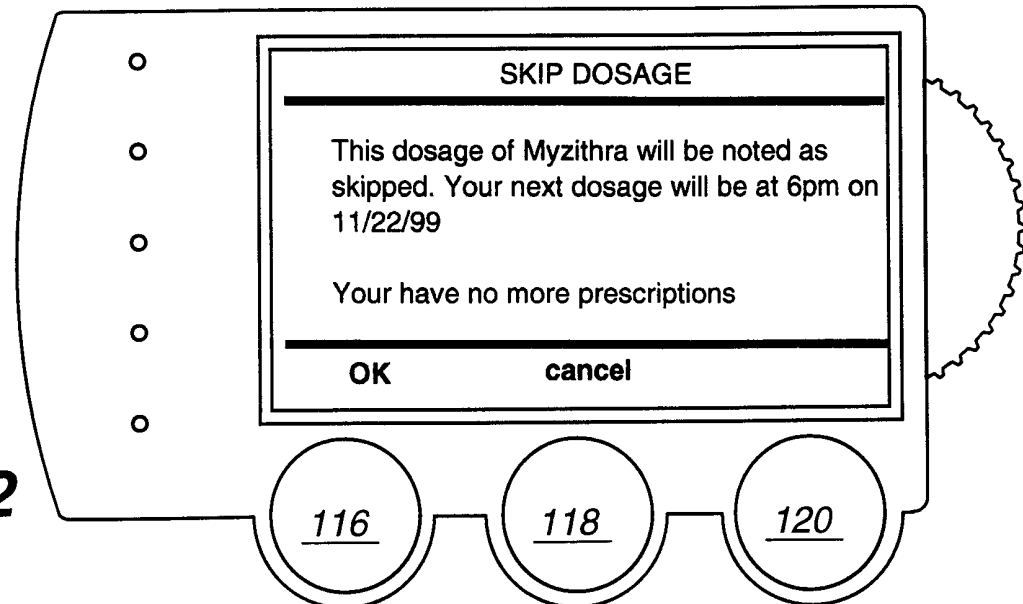 SKIP DOSAGE
This dosage of Myzithra will be noted as
skipped. Your next dosage will be at 6pm on
11/22/99
Your have no more prescriptions
OK cancel
2
116 118 120